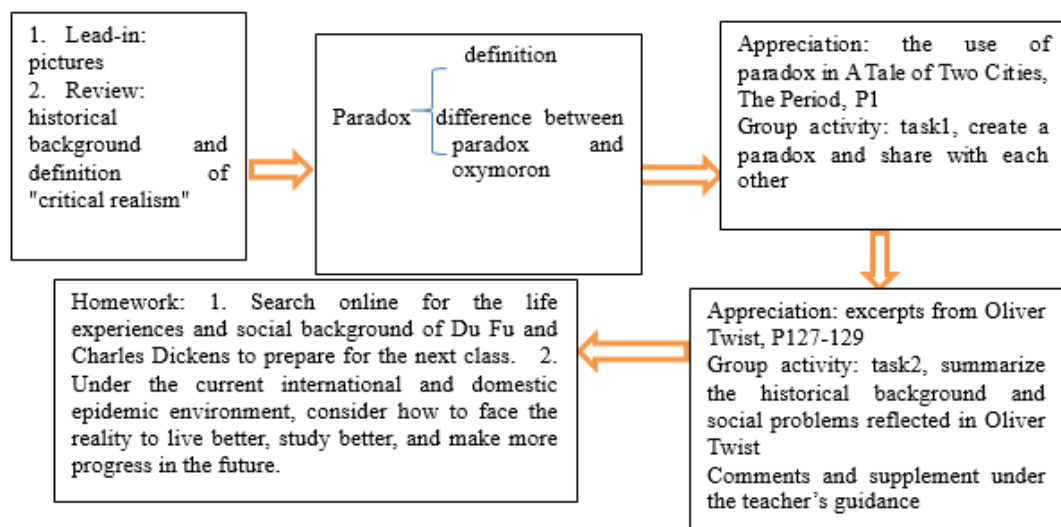 1. Lead-in:
pictures
2. Review:
historical
background and
definition of
"critical realism"
definition
Paradox difference between
paradox and
oxymoron
Appreciation: the use of
paradox in A Tale of Two Cities,
The Period, P1
Group activity: task1, create a
paradox and share with each
other
Appreciation: excerpts from Oliver
Twist, P127-129
Group activity: task2, summarize
the historical background and
social problems reflected in Oliver
Twist
Comments and supplement under
the teacher's guidance
Homework: 1. Search online for the life
experiences and social background of Du Fu and
Charles Dickens to prepare for the next class. 2.
Under the current international and domestic
epidemic environment, consider how to face the
reality to live better, study better, and make more
progress in the future.